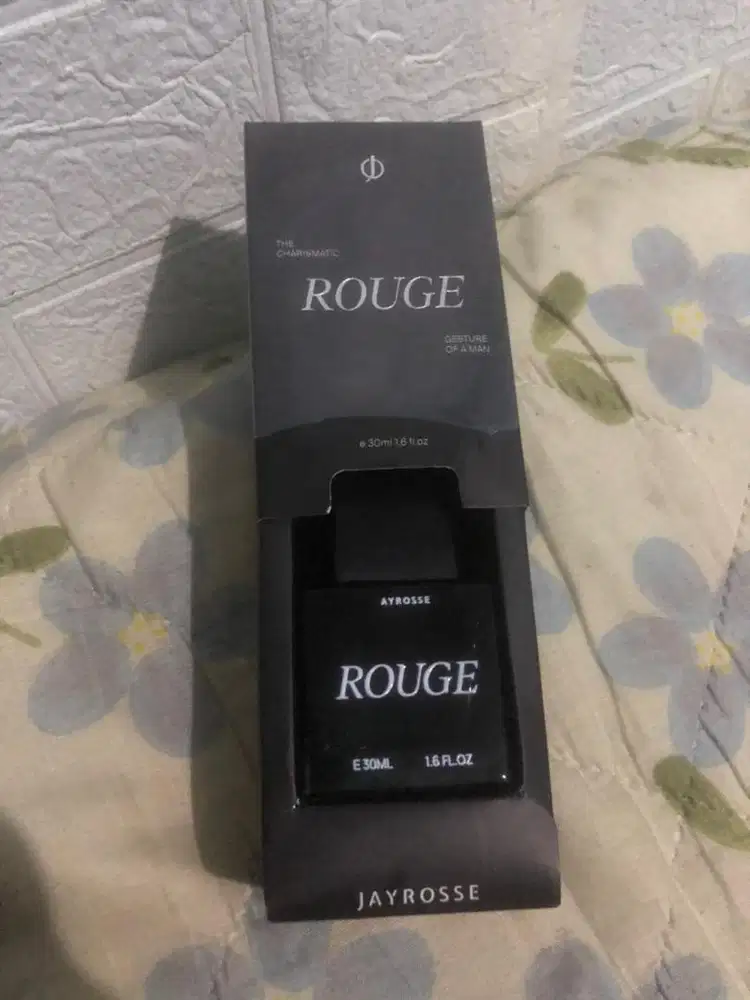 THE
CHARISMATIC
ROUGE
GESTURE
OF A MAN
e 30ml 1.6 fl.oz
AYROSSE
ROUGE
E 30ML 1.6 FL.OZ
JAYROSSE